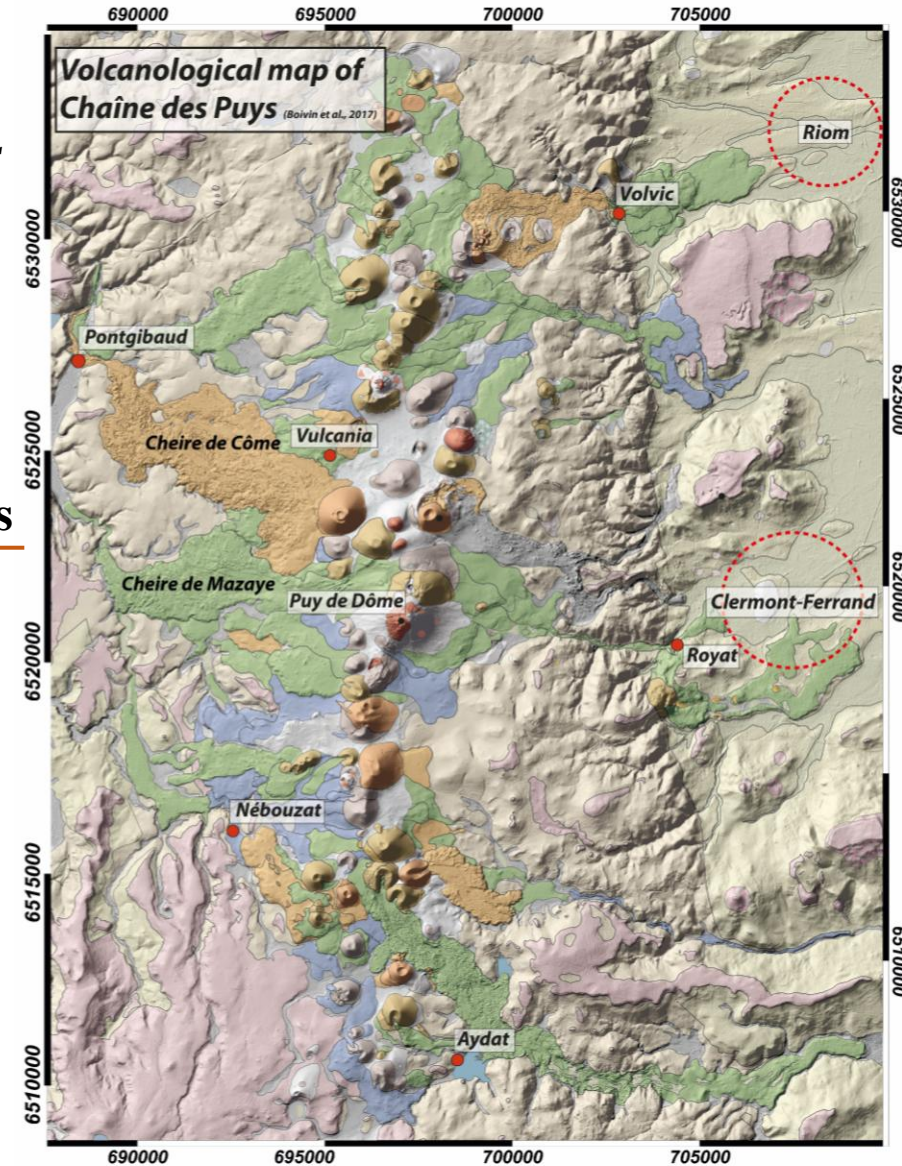 690000 695000 700000 705000
Volcanological map of
Chaîne des Puys (Boivin et al., 2017)
Riom
Volvic
6530000
6530000
Pontgibaud
6525000
Cheire de Côme
Vulcania
6525000
s
Cheire de Mazaye
Puy de Dôme
Clermont-Ferrand
6520000
Royat
6520000
Nébouzat
6515000
6510000
Aydat
6510000
690000 695000 700000 705000